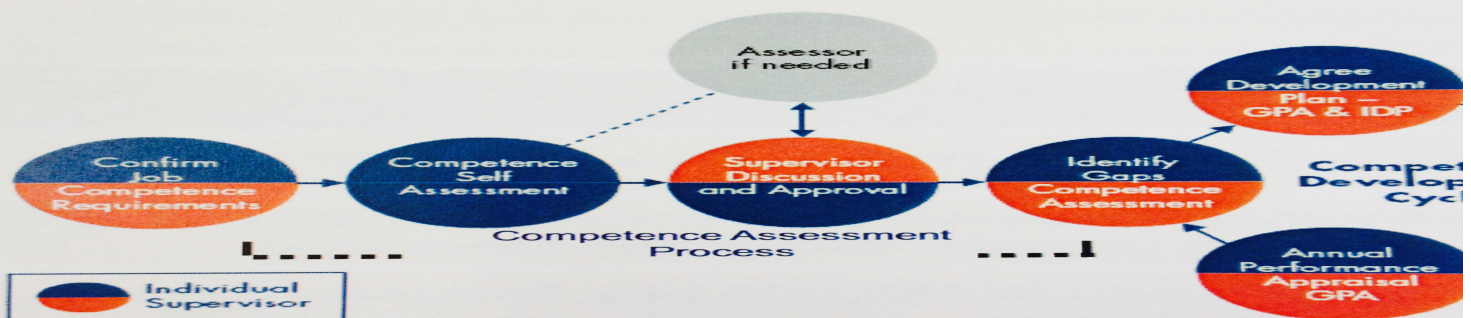 Assessor
if needed
Agree
Development
Plan –
GPA & IDP
Confirm
Job
Competence
Requirements
Competence
Self
Assessment
Supervisor
Discussion
and Approval
Identify
Gaps
Competence
Assessment
Competence Assessment
Process
Annual
Performance
Appraisal
GPA
Individual
Supervisor